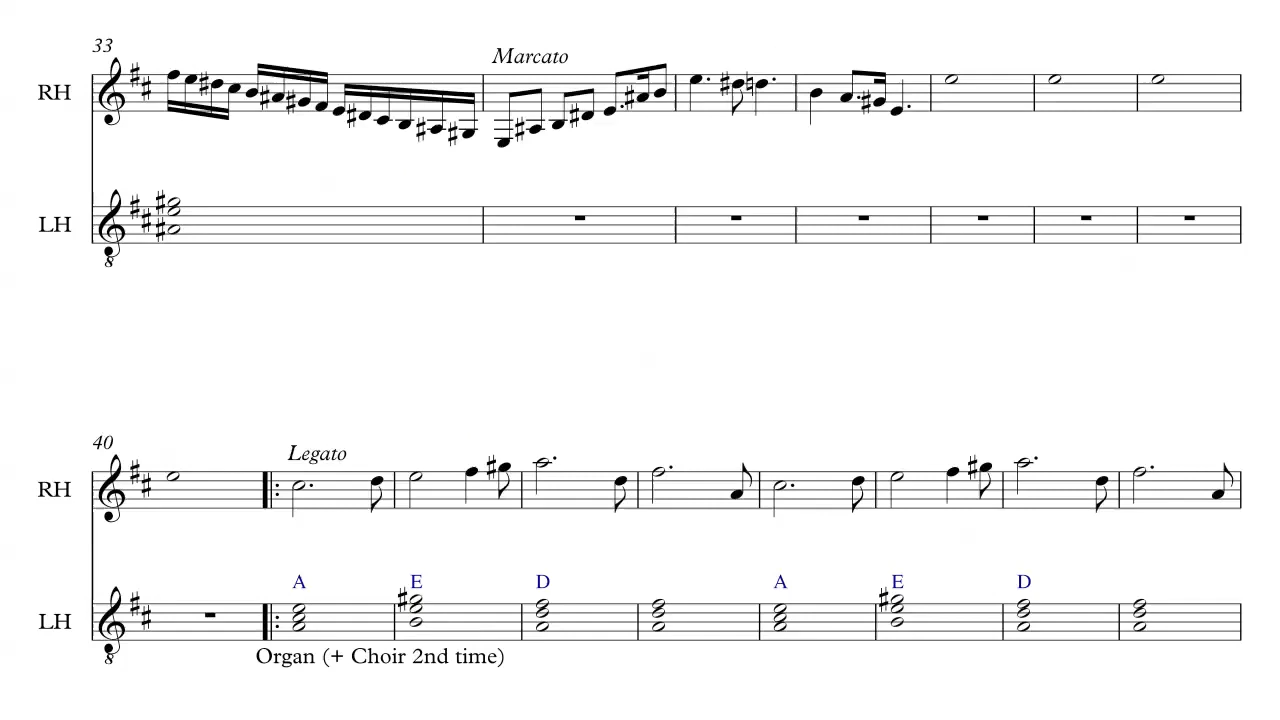 33
Marcato
RH
LH
8
40
Legato
RH
A E D A E D
LH
8
Organ (+ Choir 2nd time)